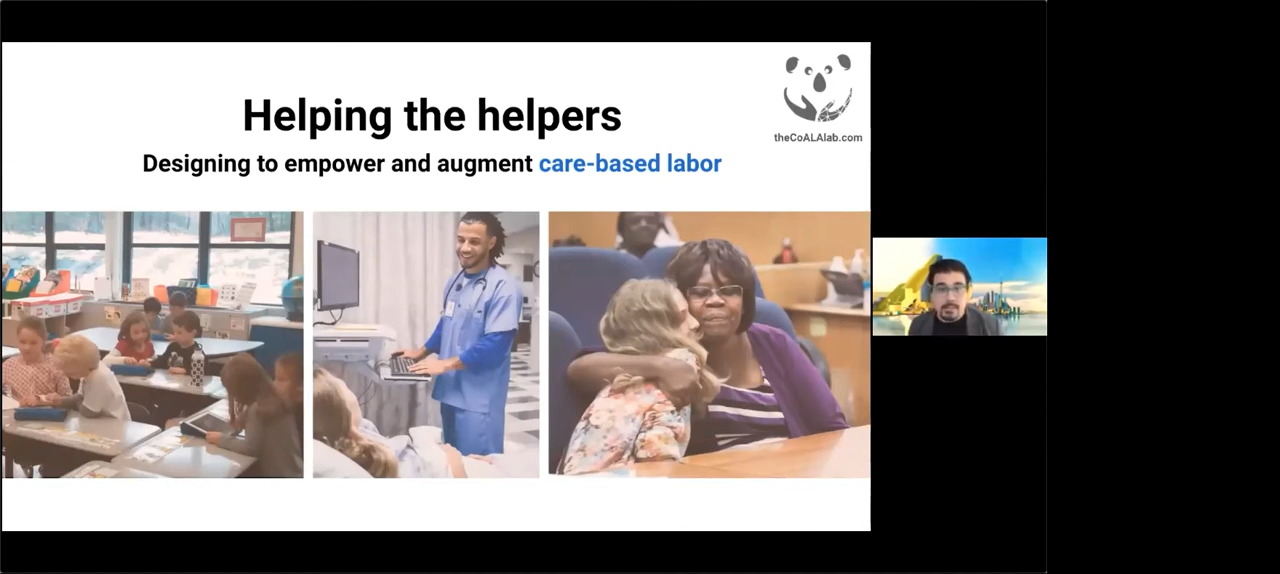 Helping the helpers
Designing to empower and augment care-based labor
theCoALAlab.com